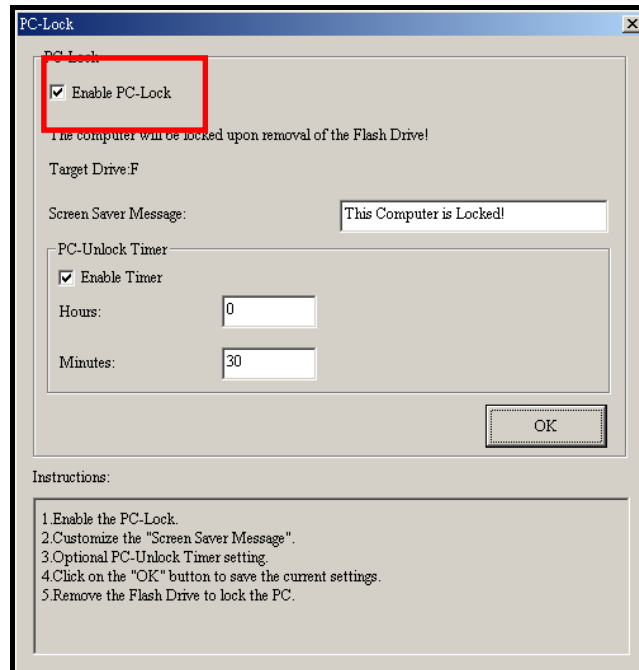 PC-Lock
PC-Lock
Enable PC-Lock
The computer will be locked upon removal of the Flash Drive!
Target Drive:F
Screen Saver Message:
This Computer is Locked!
PC-Unlock Timer
Enable Timer
Hours:
0
Minutes:
30
OK
Instructions:
1.Enable the PC-Lock.
2.Customize the "Screen Saver Message".
3.Optional PC-Unlock Timer setting.
4.Click on the "OK" button to save the current settings.
5.Remove the Flash Drive to lock the PC.